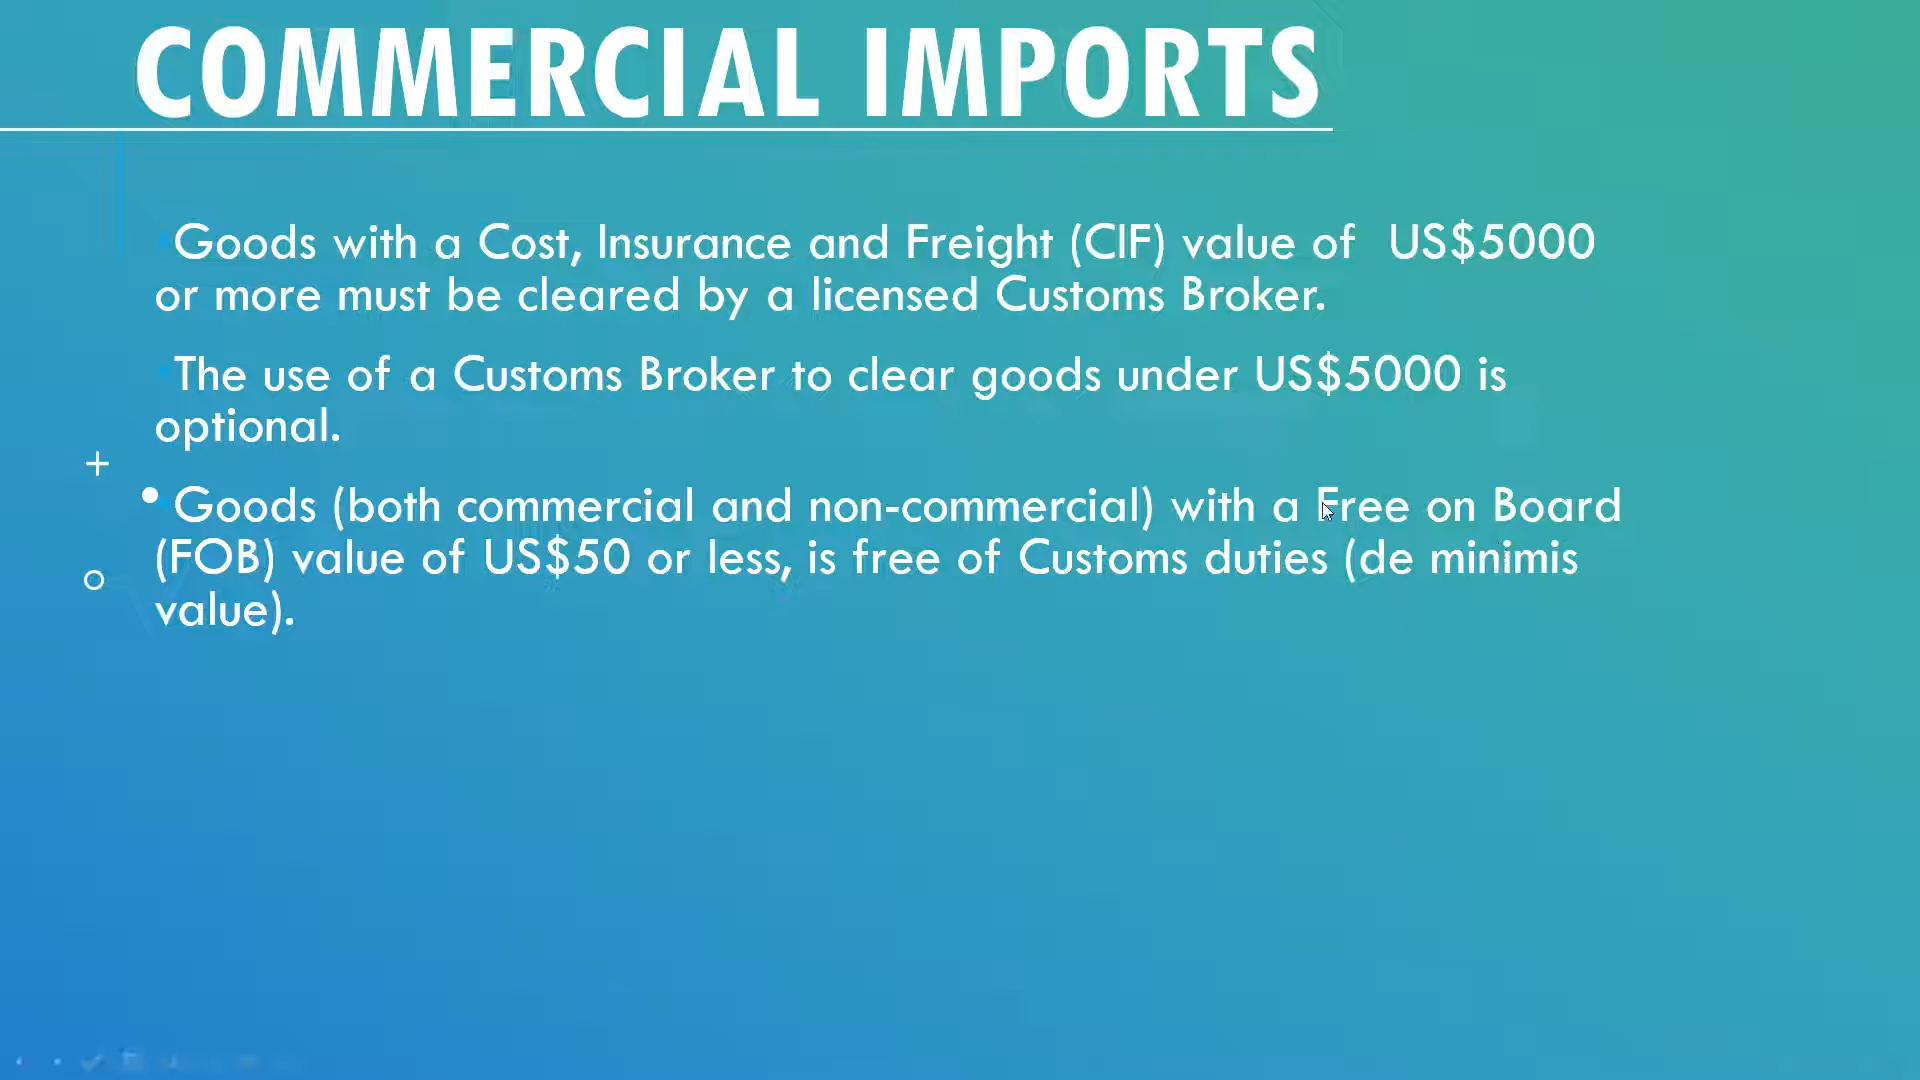 COMMERCIAL IMPORTS
Goods with a Cost, Insurance and Freight (CIF) value of US$5000
or more must be cleared by a licensed Customs Broker.
The use of a Customs Broker to clear goods under US$5000 is
optional.
Goods (both commercial and non-commercial) with a Free on Board
(FOB) value of US$50 or less, is free of Customs duties (de minimis
value).